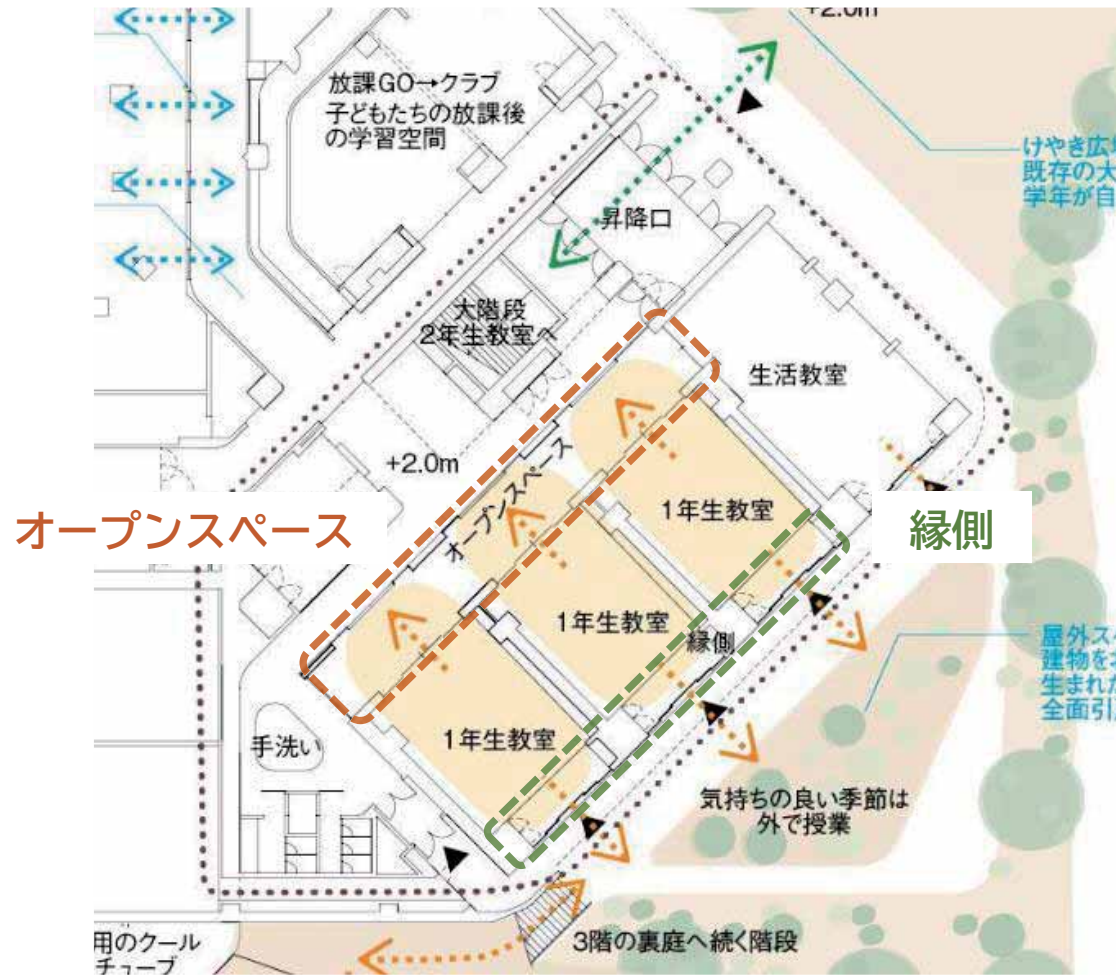 +2.0m
放課GO→クラブ
子どもたちの放課後
の学習空間
けやき広場
既存の大
学年が自
昇降口
大階段
2年生教室へ
生活教室
+2.0m
オープンスペース
1年生教室
オープンスペース
縁側
1年生教室
縁側
屋外ス
建物を
生まれた
全面引
1年生教室
手洗い
気持ちの良い季節は
外で授業
3階の裏庭へ続く階段
用のクール
チューブ